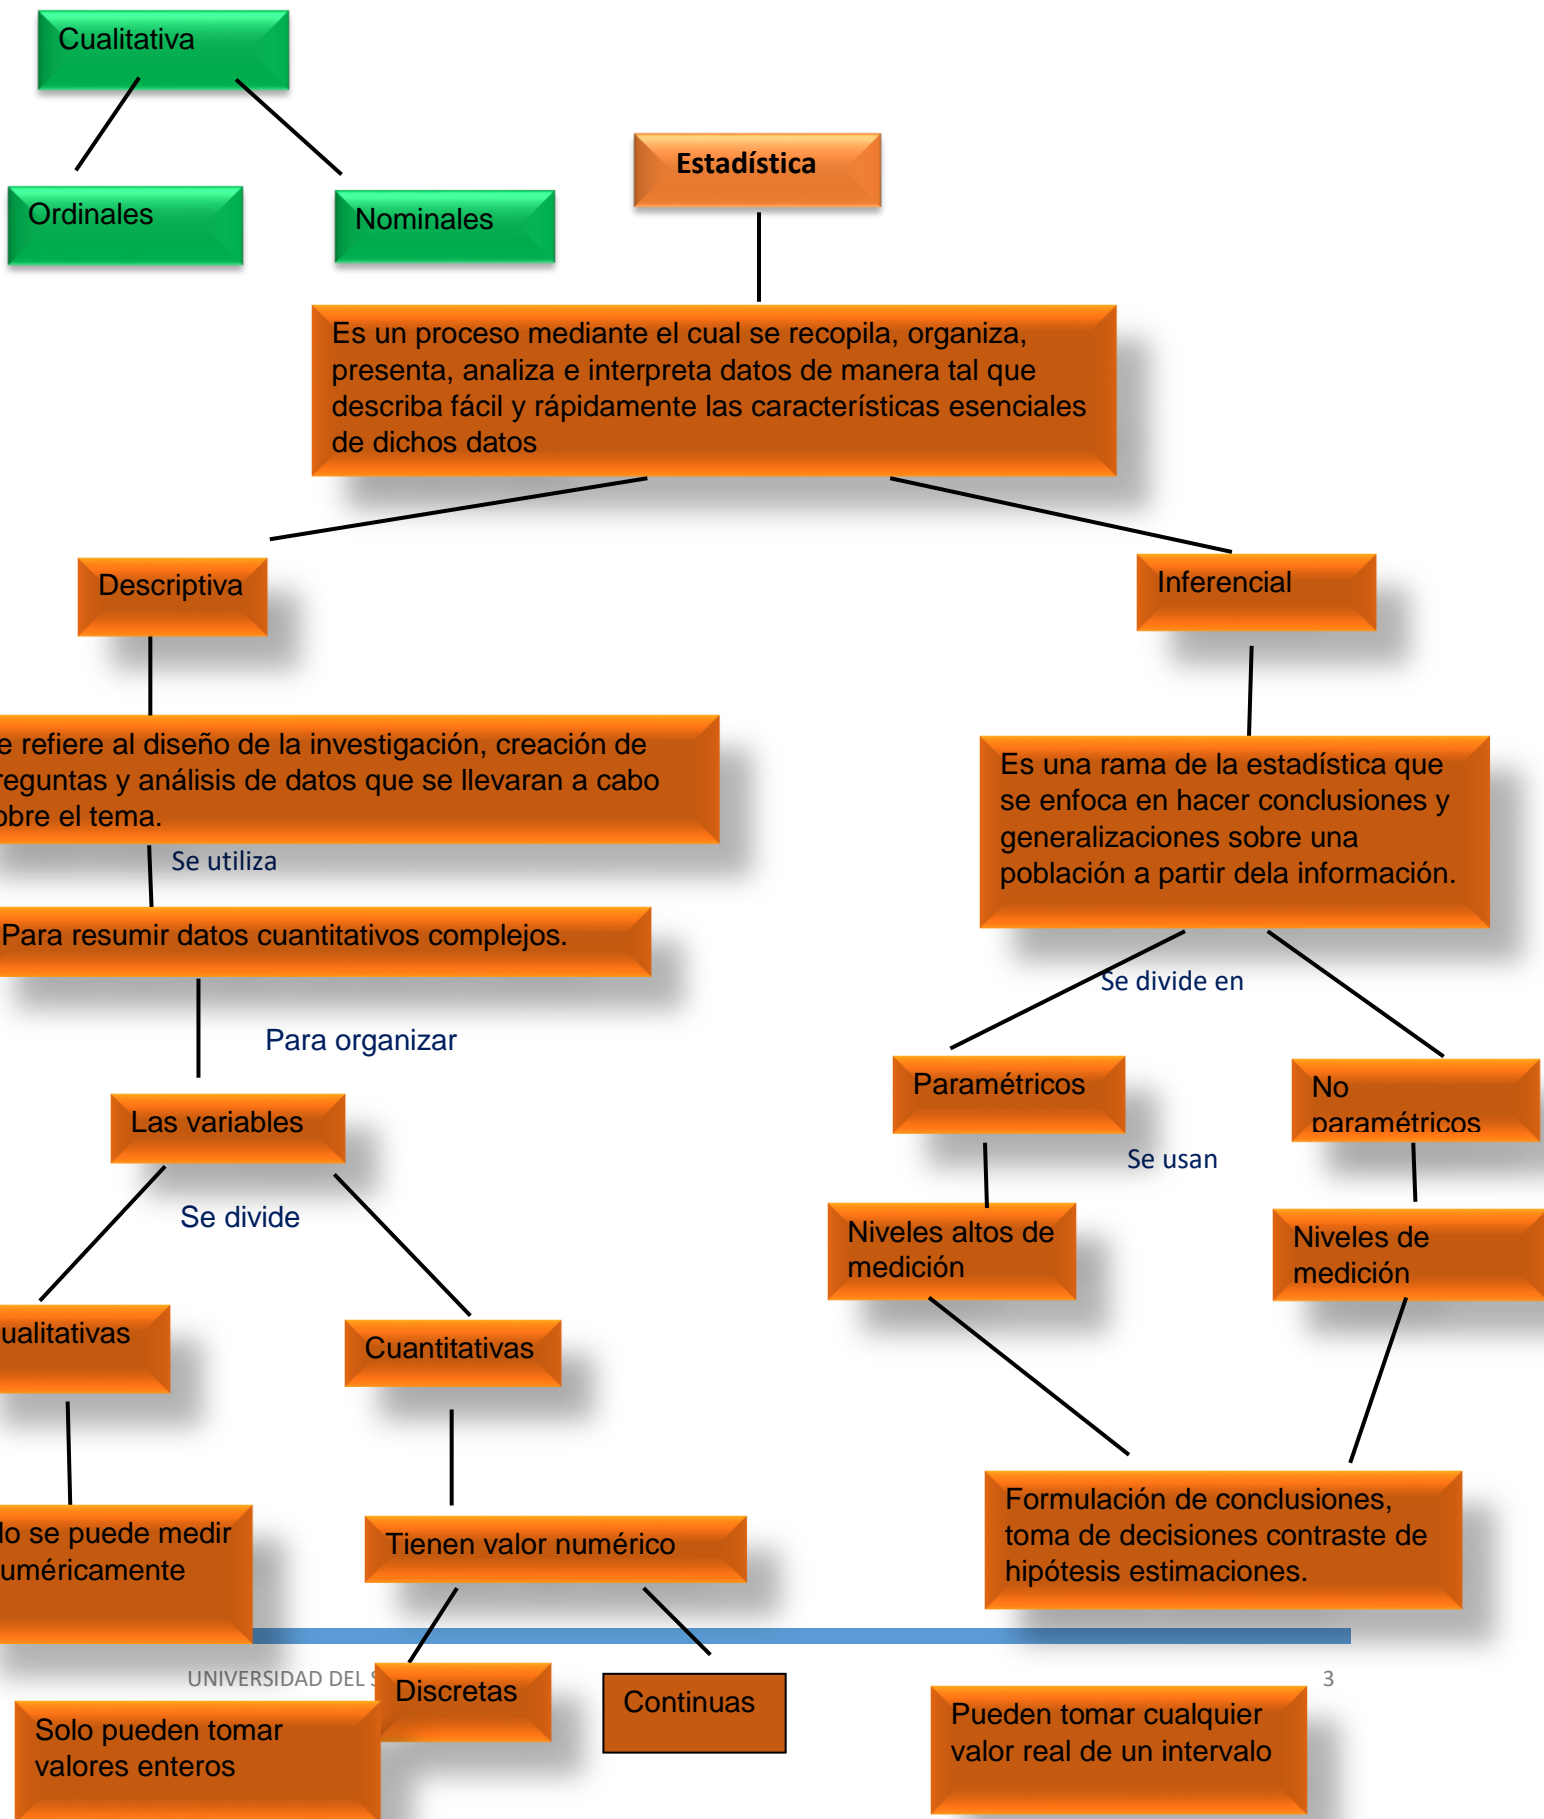 Cualitativa
Ordinales
Nominales
Estadística
Es un proceso mediante el cual se recopila, organiza,
presenta, analiza e interpreta datos de manera tal que
describa fácil y rápidamente las características esenciales
de dichos datos
Descriptiva
Inferencial
e refiere al diseño de la investigación, creación de
reguntas y análisis de datos que se llevaran a cabo
obre el tema.
Se utiliza
Para resumir datos cuantitativos complejos.
Para organizar
Las variables
Se divide
ualitativas
Cuantitativas
o se puede medir
uméricamente
Tienen valor numérico
Discretas
Continuas
Solo pueden tomar
valores enteros
Es una rama de la estadística que
se enfoca en hacer conclusiones y
generalizaciones sobre una
población a partir dela información.
Se divide en
Paramétricos
No
paramétricos
Se usan
Niveles altos de
medición
Niveles de
medición
Formulación de conclusiones,
toma de decisiones contraste de
hipótesis estimaciones.
Pueden tomar cualquier
valor real de un intervalo
UNIVERSIDAD DEL S
3